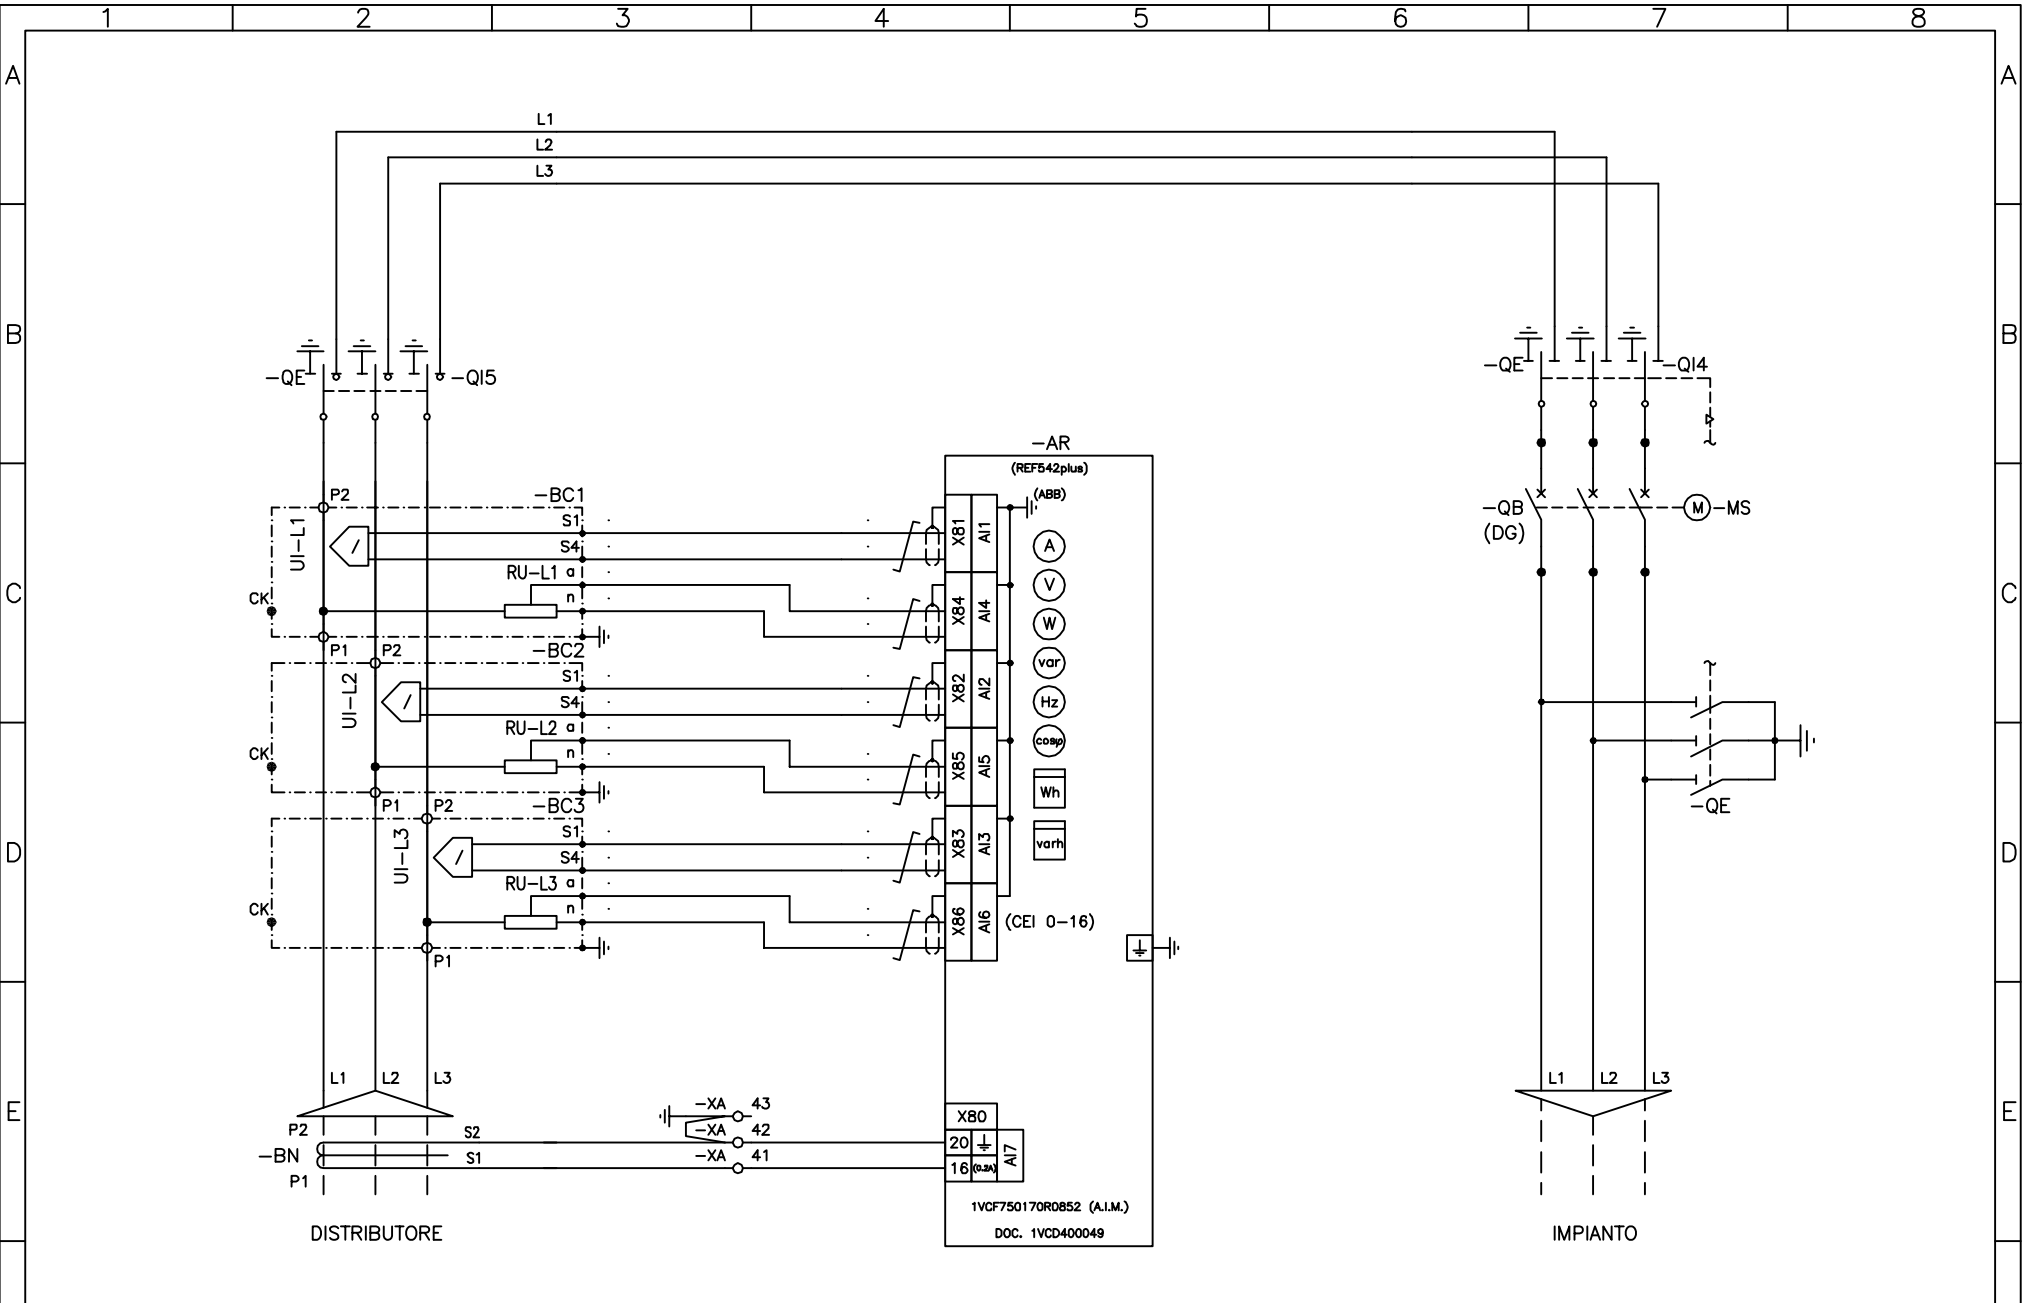 1 2 3 4 5 6 7 8
A A
L1
L2
L3
B B
-QE -QI5 -QE -QI4
-AR
(REF542plus)
(ABB)
P2 -BC1
S1
S4
UI-L1
RU-L1 a
n
CK
P1
X81 AI1
X84 AI4
A
V
W
-QB
(DG)
M -MS
C C
P2 -BC2
S1
S4
UI-L2
RU-L2 a
n
CK
P1
X82 AI2
X85 AI5
var
Hz
cosφ
Wh
-QE
P2 -BC3
S1
S4
UI-L3
RU-L3 a
n
CK
P1
X83 AI3
X86 AI6
varh
(CEI 0-16)
D D
L1 L2 L3
L1 L2 L3
E E
-XA 43
-XA 42
-XA 41
P2
-BN
P1
S2
S1
X80
20
16 (0.2A)
AI7
1VCF750170R0852 (A.I.M.)
DOC. 1VCD400049
DISTRIBUTORE IMPIANTO